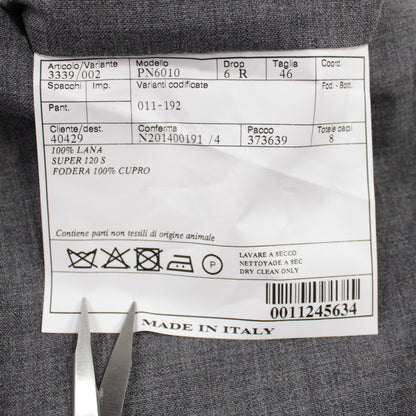 Articolo/Variante Modello Drop Taglia Coord.
3339/002 PN6010 6 R 46
Spacchi Imp. Varianti codificate Fod.-Bott.
Pant. 011-192
Cliente/dest. Conferma Pacco Totale capi
40429 N201400191 /4 373639 8
100% LANA
SUPER 120 S
FODERA 100% CUPRO
Contiene parti non tessili di origine animale
P
LAVARE A SECCO
NETTOYAGE A SEC
DRY CLEAN ONLY
0011245634
MADE IN ITALY